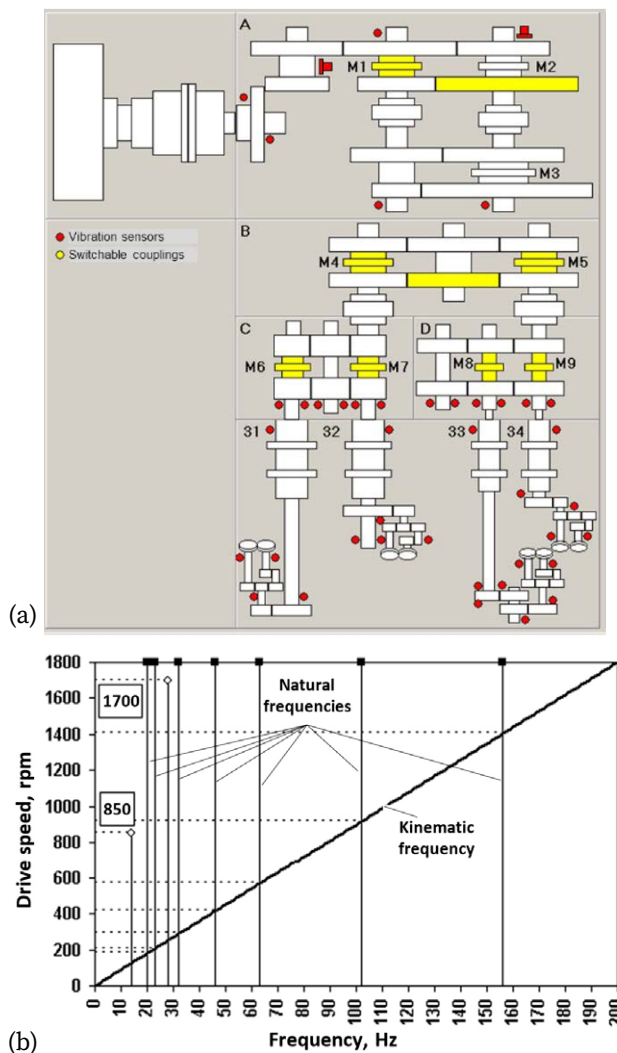 A
M1
M2
M3
Vibration sensors
Switchable couplings
B
M4
M5
C
D
M6
M7
M8
M9
31
32
33
34
(a)
1800
1600
1400
1200
1000
800
600
400
200
0
Drive speed, rpm
1700
850
Natural
frequencies
Kinematic
frequency
0
10
20
30
40
50
60
70
80
90
100
110
120
130
140
150
160
170
180
190
200
Frequency, Hz
(b)